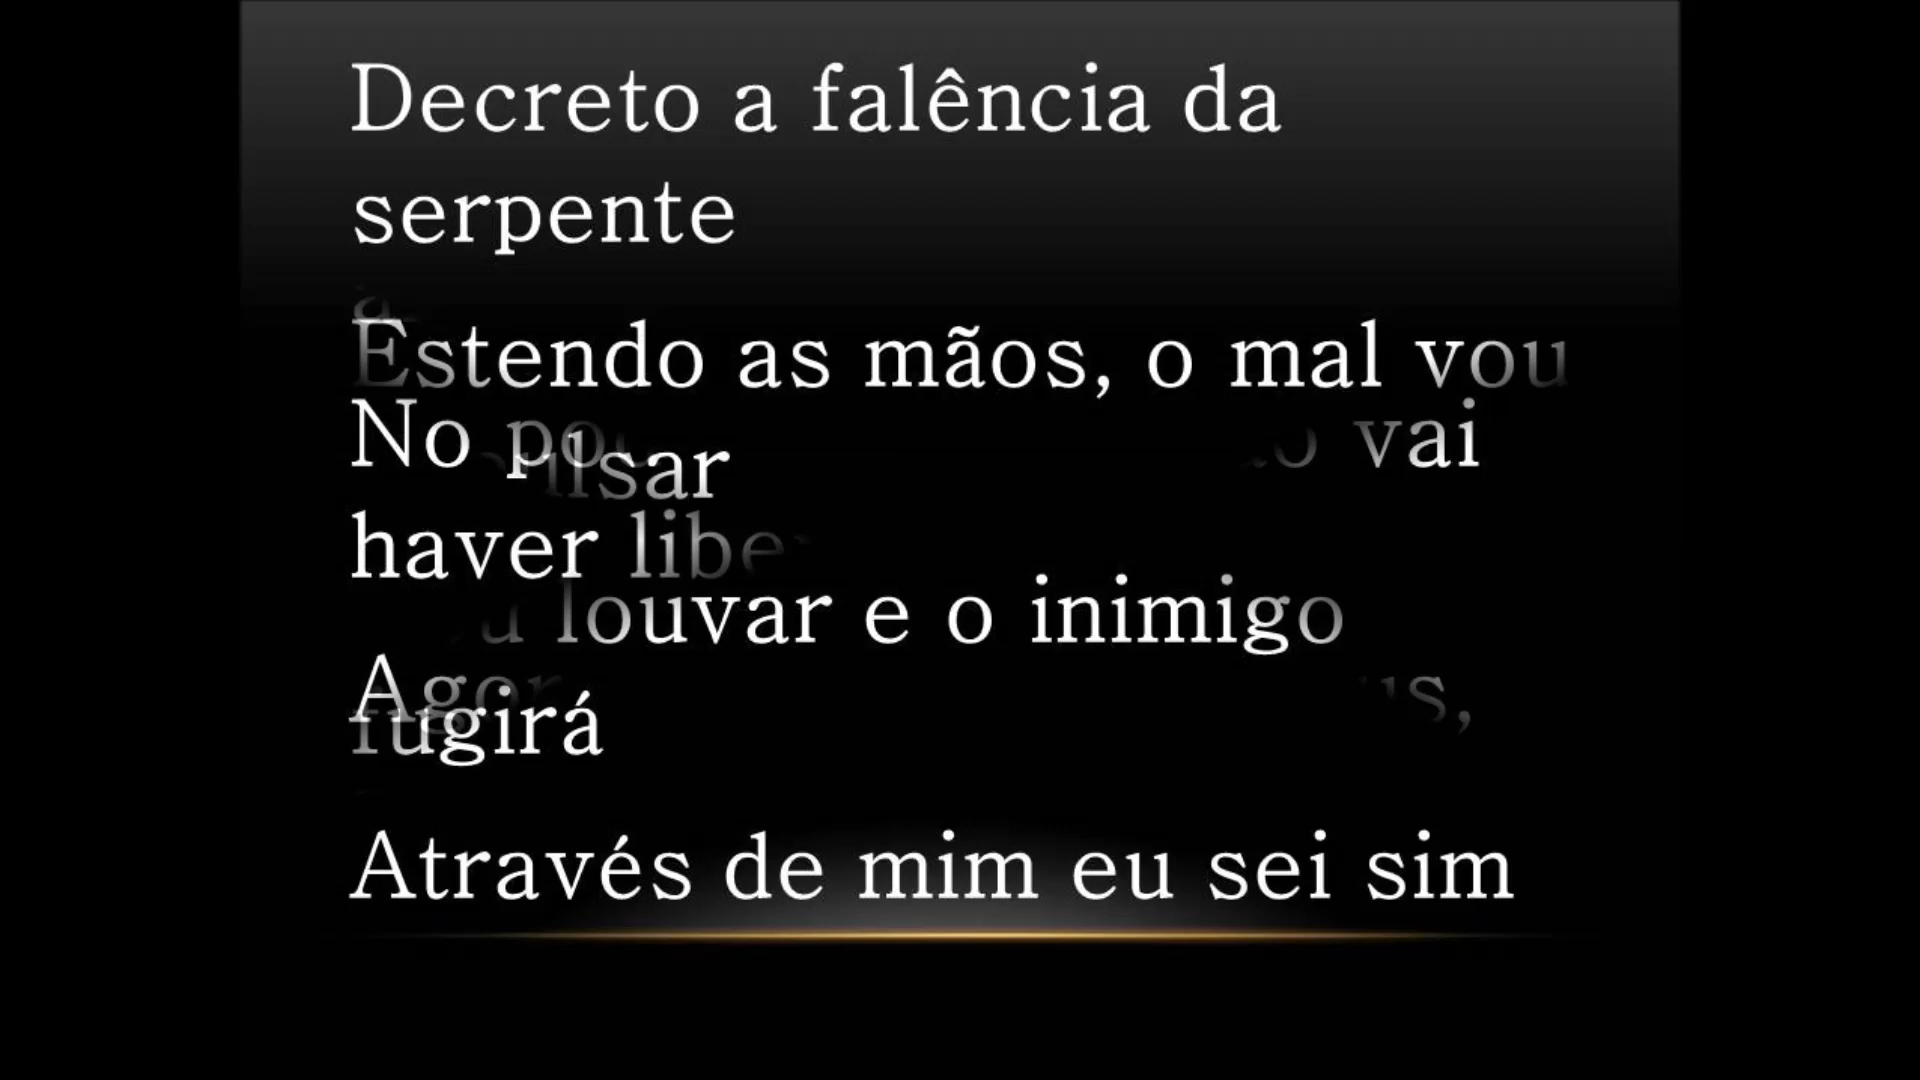 Decreto a falência da
serpente
Estendo as mãos, o mal vou
No vai
haver
louvar e o inimigo
fugirá
Através de mim eu sei sim